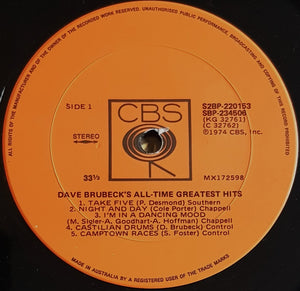 MANUFACTURER AND OF THE OWNER OF THE RECORDED WORK RESERVED. UNAUTHORISED PUBLIC PERFORMANCE, BROADCASTING AND COPYING OF THIS RECORD PROHIBITED
ALL RIGHTS OF THE
CBS
SIDE 1
STEREO
33⅓
S2BP-220153
SBP-234506
(KG 32761)
(C 32762)
℗1974 CBS, Inc.
MX172598
DAVE BRUBECK'S ALL-TIME GREATEST HITS
1. TAKE FIVE (P. Desmond) Southern
2. NIGHT AND DAY (Cole Porter) Chappell
3. I'M IN A DANCING MOOD
(M. Sigler-A. Goodhart-A. Hoffman) Chappell
4. CASTILIAN DRUMS (D. Brubeck) Control
5. CAMPTOWN RACES (S. Foster) Control
MADE IN AUSTRALIA BY A REGISTERED USER OF THE TRADE MARKS